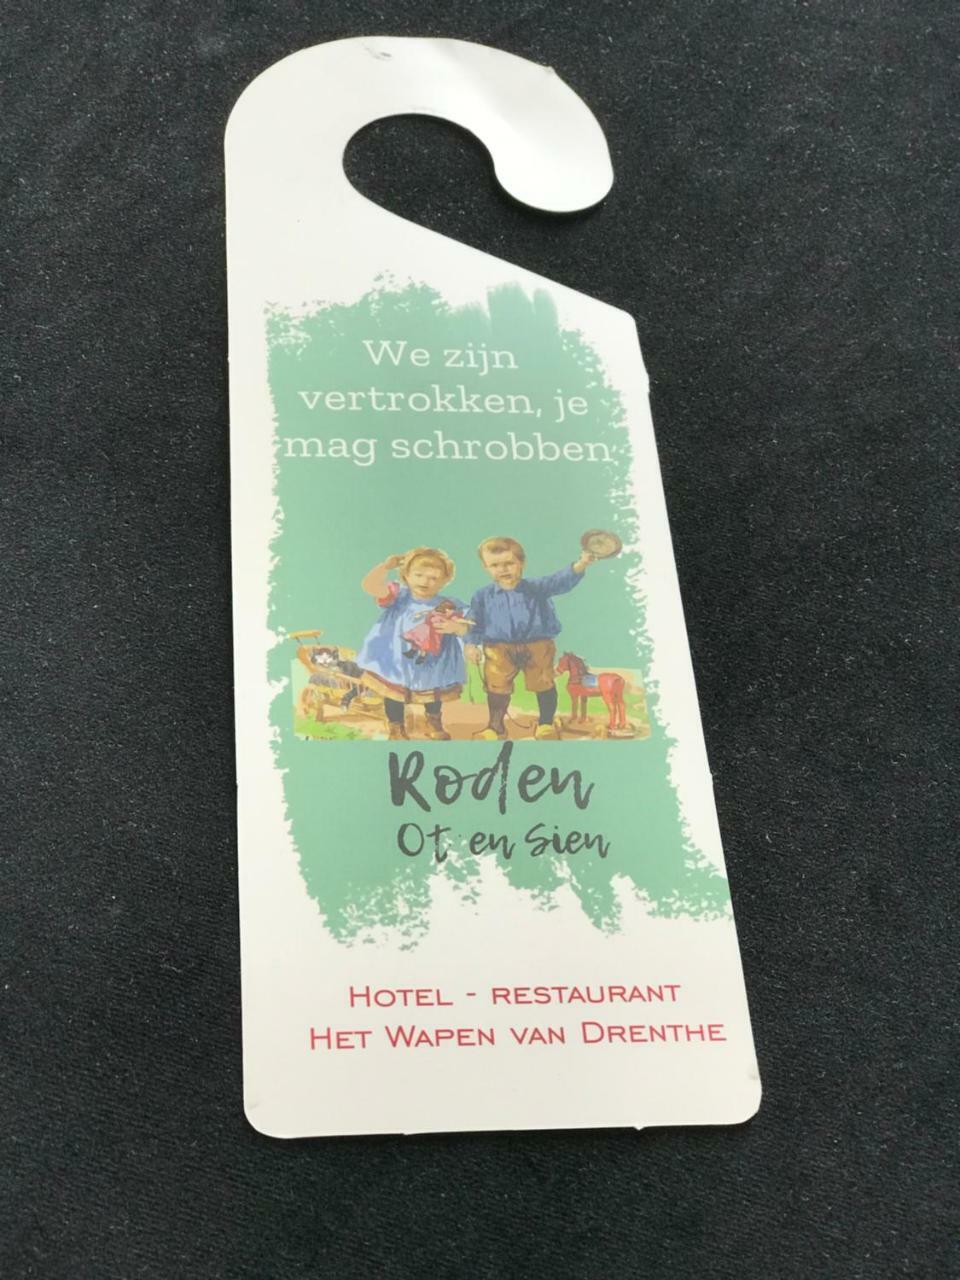 We zijn
vertrokken, je
mag schrobben
Roden
Ot en Sien
HOTEL - RESTAURANT
HET WAPEN VAN DRENTHE